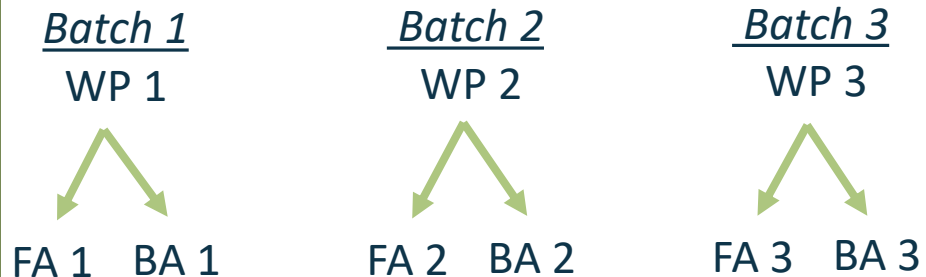 Batch 1
WP 1
FA 1 BA 1
Batch 2
WP 2
FA 2 BA 2
Batch 3
WP 3
FA 3 BA 3